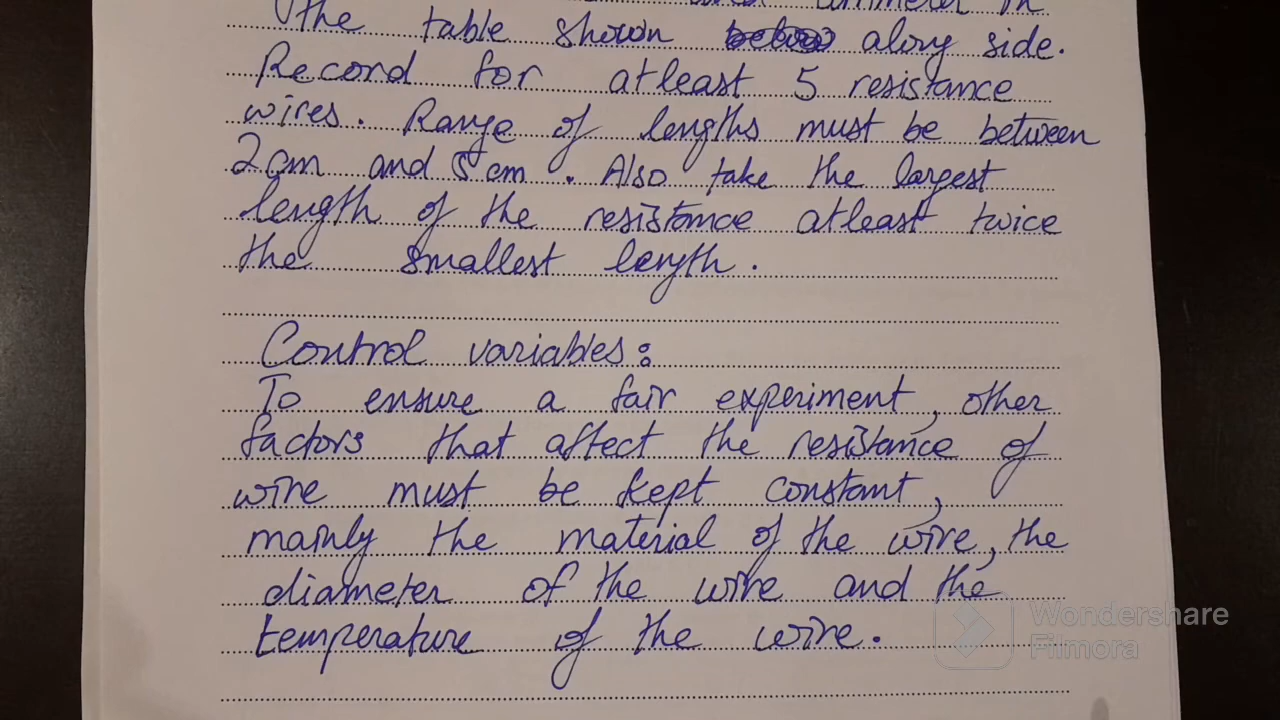 the table shown below along side.
Record for atleast 5 resistance
wires. Range of lengths must be between
2cm and 5cm. Also take the largest
length of the resistance atleast twice
the smallest length.
Control variables:
To ensure a fair experiment, other
factors that affect the resistance of
wire must be kept constant,
mainly the material of the wire, the
diameter of the wire and the
temperature of the wire.
Wondershare
Filmora